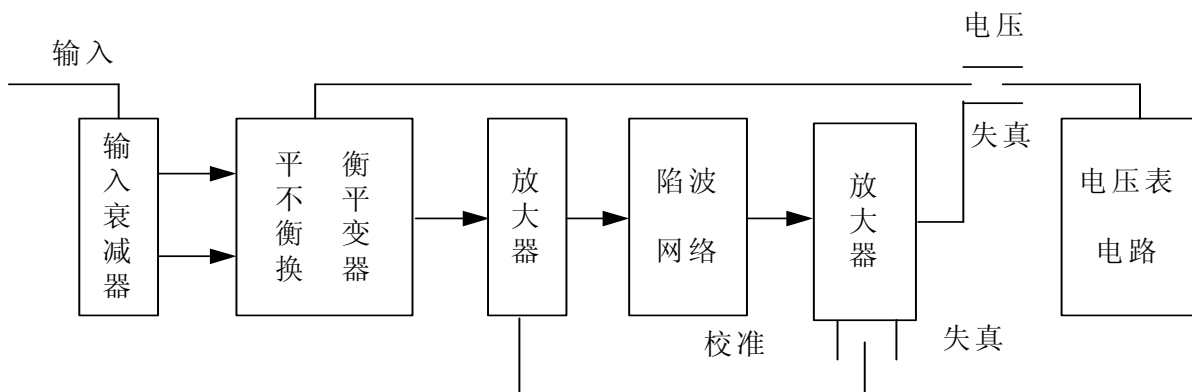 电压
输入
失真
输入衰减器
平衡
不平
衡变
换器
放大器
陷波
网络
放大器
电压表
电路
校准
失真